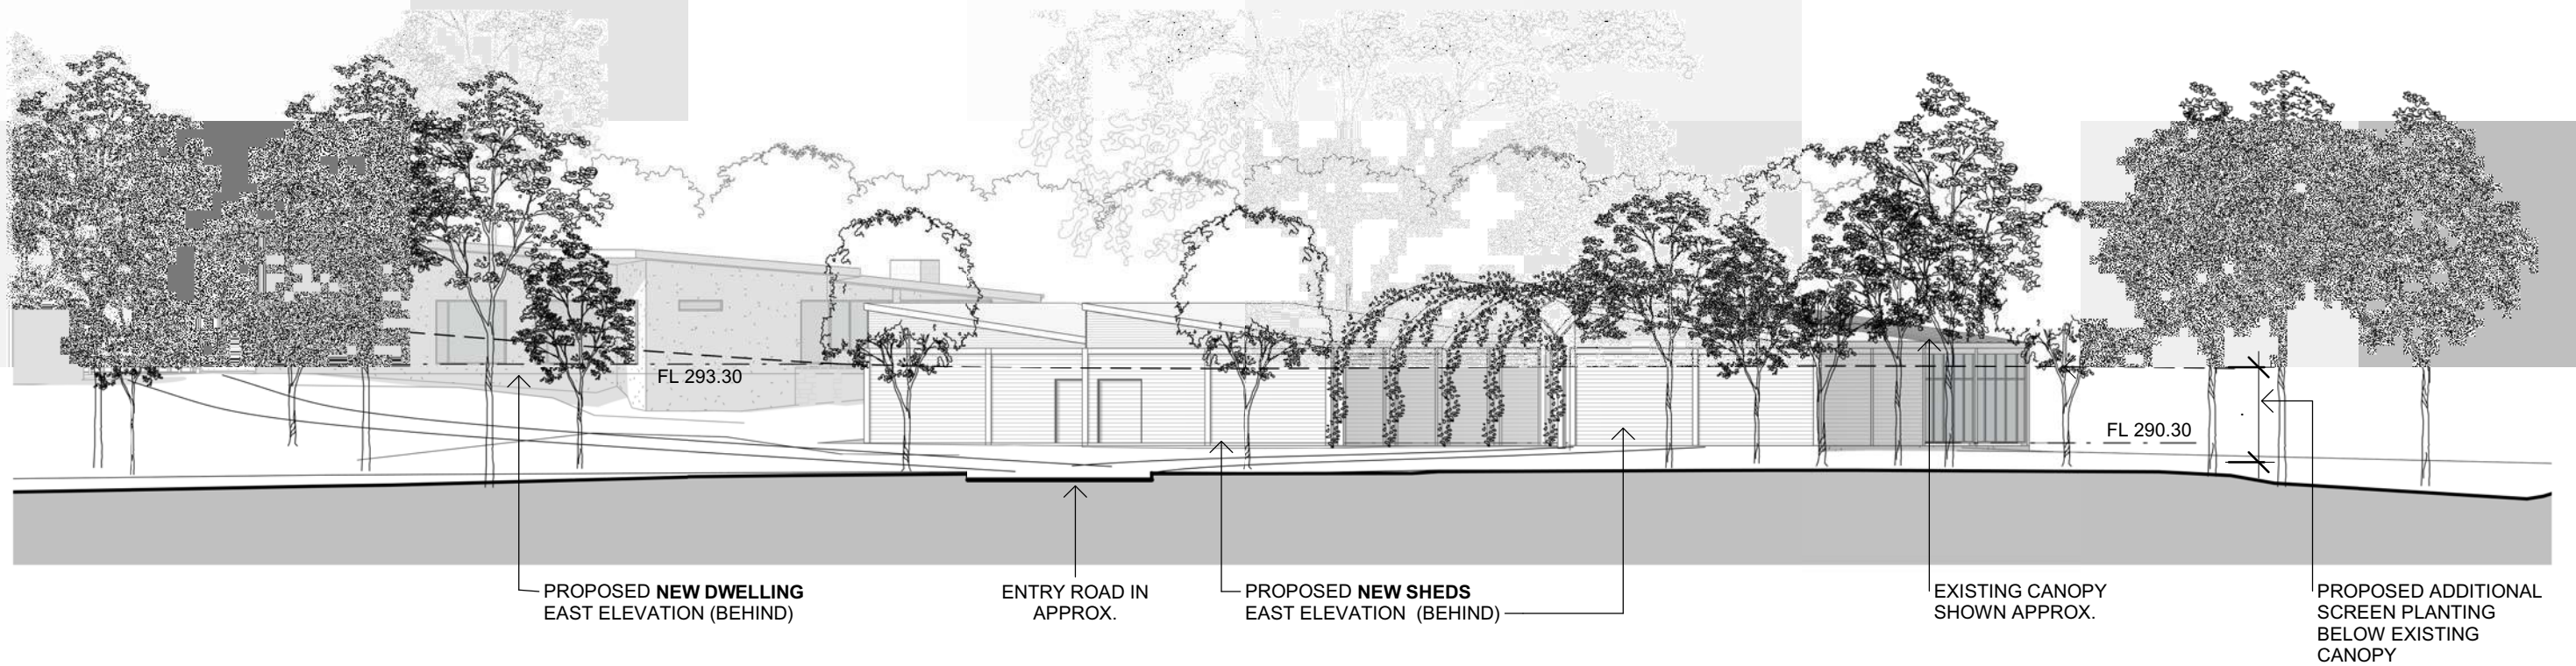 FL 293.30
FL 290.30
PROPOSED NEW DWELLING
EAST ELEVATION (BEHIND)
ENTRY ROAD IN
APPROX.
PROPOSED NEW SHEDS
EAST ELEVATION (BEHIND)
EXISTING CANOPY
SHOWN APPROX.
PROPOSED ADDITIONAL
SCREEN PLANTING
BELOW EXISTING
CANOPY